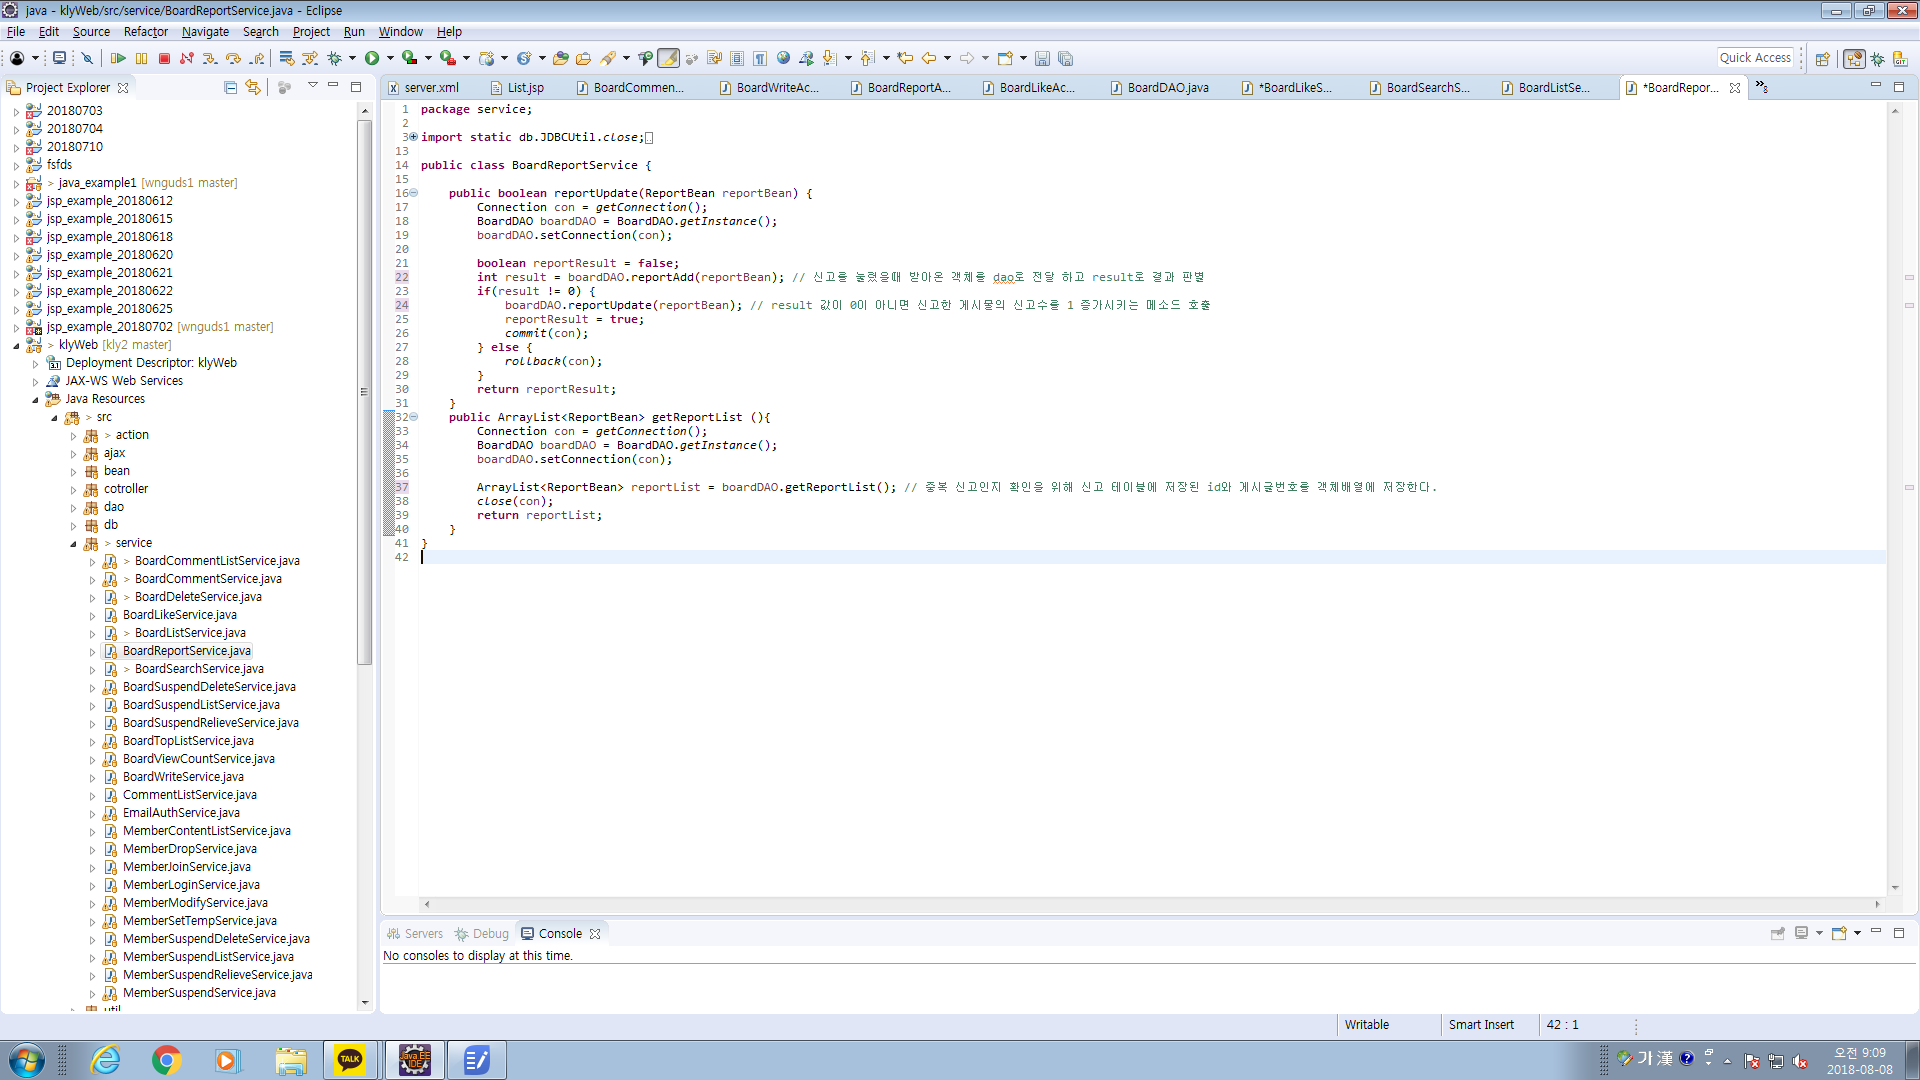 java - klyWeb/src/service/BoardReportService.java - Eclipse
File Edit Source Refactor Navigate Search Project Run Window Help
Quick Access
Project Explorer
server.xml List.jsp BoardCommen... BoardWriteAc... BoardReportA... BoardLikeAc... BoardDAO.java *BoardLikeS... BoardSearchS... BoardListSe... *BoardRepor... »5
20180703
20180704
20180710
fsfds
> java_example1 [wnguds1 master]
jsp_example_20180612
jsp_example_20180615
jsp_example_20180618
jsp_example_20180620
jsp_example_20180621
jsp_example_20180622
jsp_example_20180625
jsp_example_20180702 [wnguds1 master]
> klyWeb [kly2 master]
Deployment Descriptor: klyWeb
JAX-WS Web Services
Java Resources
> src
> action
ajax
bean
cotroller
dao
db
> service
> BoardCommentListService.java
> BoardCommentService.java
> BoardDeleteService.java
BoardLikeService.java
> BoardListService.java
BoardReportService.java
> BoardSearchService.java
BoardSuspendDeleteService.java
BoardSuspendListService.java
BoardSuspendRelieveService.java
BoardTopListService.java
BoardViewCountService.java
BoardWriteService.java
CommentListService.java
EmailAuthService.java
MemberContentListService.java
MemberDropService.java
MemberJoinService.java
MemberLoginService.java
MemberModifyService.java
MemberSetTempService.java
MemberSuspendDeleteService.java
MemberSuspendListService.java
MemberSuspendRelieveService.java
MemberSuspendService.java
util
1 package service;
2
3 import static db.JDBCUtil.close;
13
14 public class BoardReportService {
15
16 public boolean reportUpdate(ReportBean reportBean) {
17 Connection con = getConnection();
18 BoardDAO boardDAO = BoardDAO.getInstance();
19 boardDAO.setConnection(con);
20
21 boolean reportResult = false;
22 int result = boardDAO.reportAdd(reportBean); // 신고를 눌렀을때 받아온 객체를 dao로 전달 하고 result로 결과 판별
23 if(result != 0) {
24 boardDAO.reportUpdate(reportBean); // result 값이 0이 아니면 신고한 게시물의 신고수를 1 증가시키는 메소드 호출
25 reportResult = true;
26 commit(con);
27 } else {
28 rollback(con);
29 }
30 return reportResult;
31 }
32 public ArrayList<ReportBean> getReportList (){
33 Connection con = getConnection();
34 BoardDAO boardDAO = BoardDAO.getInstance();
35 boardDAO.setConnection(con);
36
37 ArrayList<ReportBean> reportList = boardDAO.getReportList(); // 중복 신고인지 확인을 위해 신고 테이블에 저장된 id와 게시글번호를 객체배열에 저장한다.
38 close(con);
39 return reportList;
40 }
41 }
42
Servers Debug Console
No consoles to display at this time.
Writable Smart Insert 42 : 1
TALK
Java EE
IDE
가 漢
오전 9:09
2018-08-08